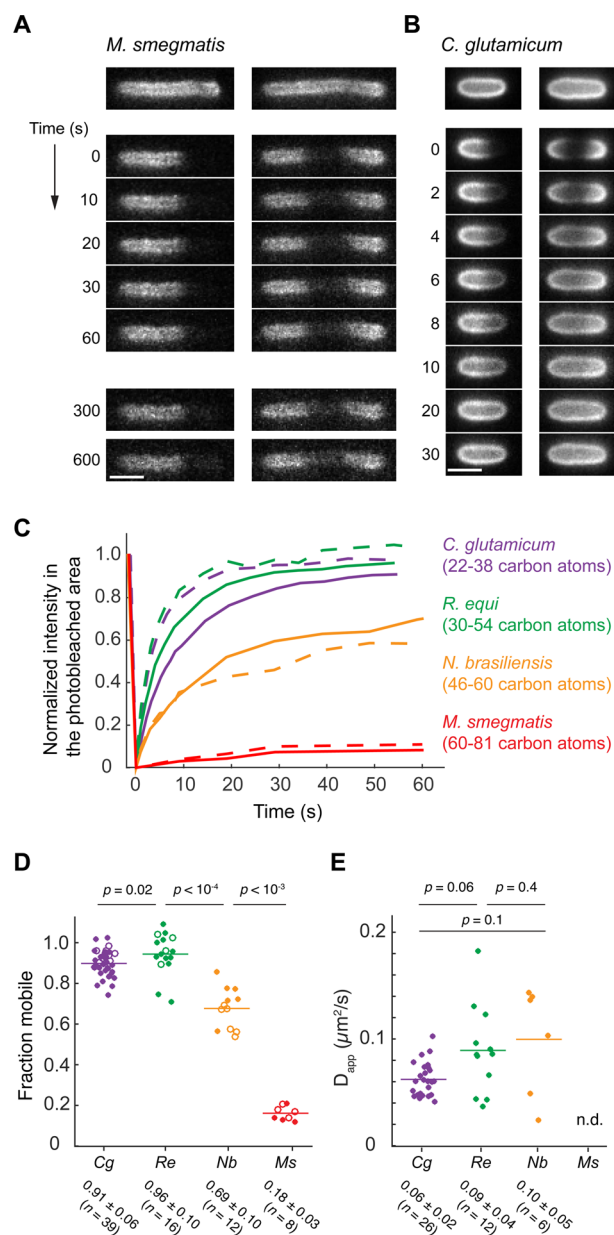 A
M. smegmatis
B
C. glutamicum
Time (s)
0
10
20
30
60
300
600
0
2
4
6
8
10
20
30
C
Normalized intensity in
the photobleached area
1.0
0.8
0.6
0.4
0.2
0
0
10
20
30
40
50
60
Time (s)
C. glutamicum
(22-38 carbon atoms)
R. equi
(30-54 carbon atoms)
N. brasiliensis
(46-60 carbon atoms)
M. smegmatis
(60-81 carbon atoms)
D
p = 0.02
p < 10-4
p < 10-3
Fraction mobile
1.0
0.8
0.6
0.4
0.2
0
Cg
Re
Nb
Ms
0.91 ± 0.06
(n = 39)
0.96 ± 0.10
(n = 16)
0.69 ± 0.10
(n = 12)
0.18 ± 0.03
(n = 8)
E
p = 0.06
p = 0.4
p = 0.1
Dapp (μm2/s)
0.2
0.1
0
n.d.
Cg
Re
Nb
Ms
0.06 ± 0.02
(n = 26)
0.09 ± 0.04
(n = 12)
0.10 ± 0.05
(n = 6)